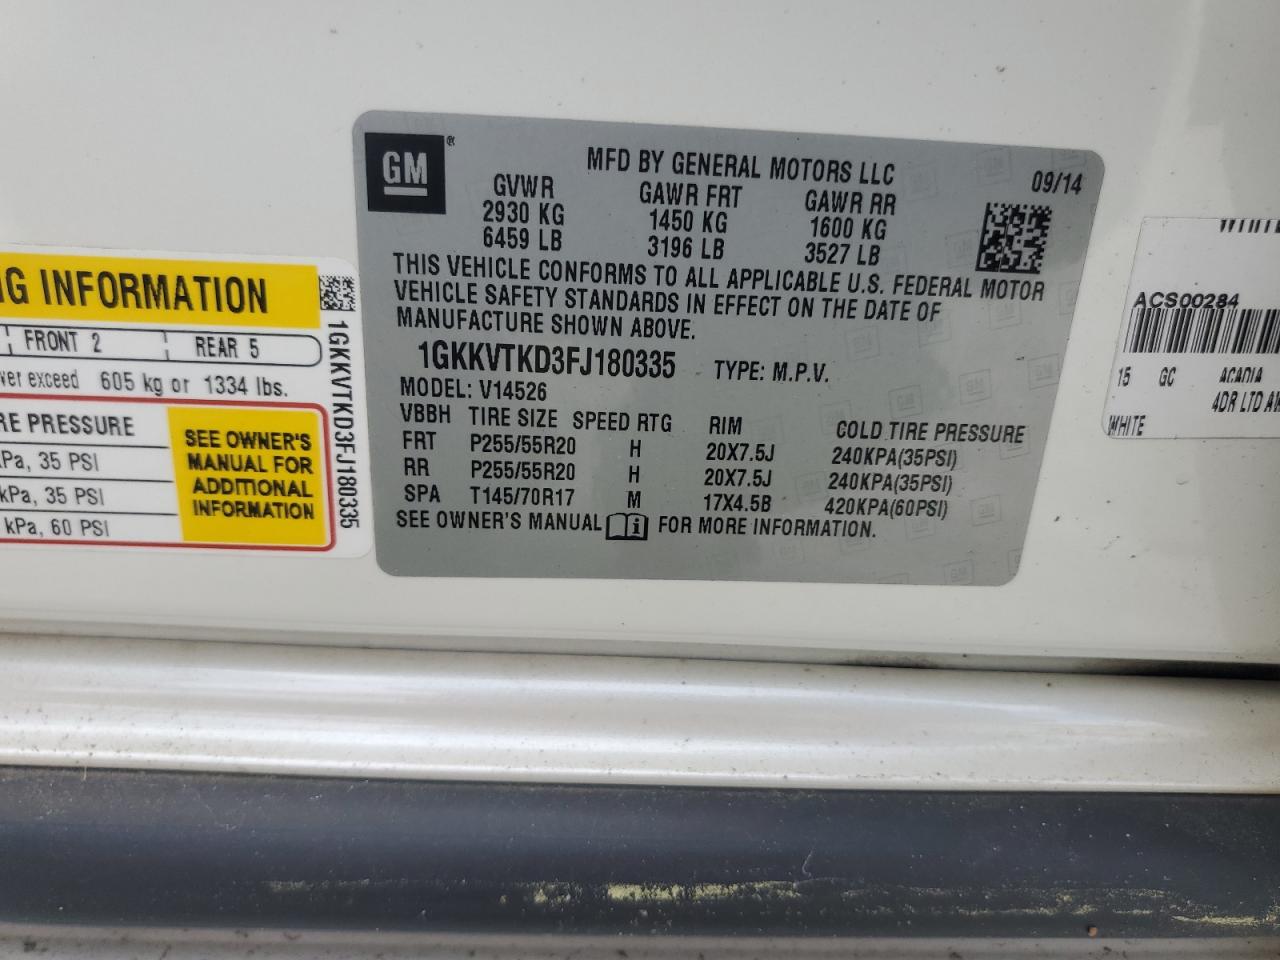 GM®
MFD BY GENERAL MOTORS LLC
09/14
GVWR GAWR FRT GAWR RR
2930 KG 1450 KG 1600 KG
6459 LB 3196 LB 3527 LB
THIS VEHICLE CONFORMS TO ALL APPLICABLE U.S. FEDERAL MOTOR
VEHICLE SAFETY STANDARDS IN EFFECT ON THE DATE OF
MANUFACTURE SHOWN ABOVE.
1GKKVTKD3FJ180335 TYPE: M.P.V.
MODEL: V14526
VBBH TIRE SIZE SPEED RTG RIM COLD TIRE PRESSURE
FRT P255/55R20 H 20X7.5J 240KPA(35PSI)
RR P255/55R20 H 20X7.5J 240KPA(35PSI)
SPA T145/70R17 M 17X4.5B 420KPA(60PSI)
SEE OWNER'S MANUAL i FOR MORE INFORMATION.
NG INFORMATION
FRONT 2 REAR 5
ver exceed 605 kg or 1334 lbs.
RE PRESSURE
Pa, 35 PSI
kPa, 35 PSI
kPa, 60 PSI
SEE OWNER'S
MANUAL FOR
ADDITIONAL
INFORMATION
1GKKVTKD3FJ180335
ACS00284
15 GC ACADIA
4DR LTD
WHITE